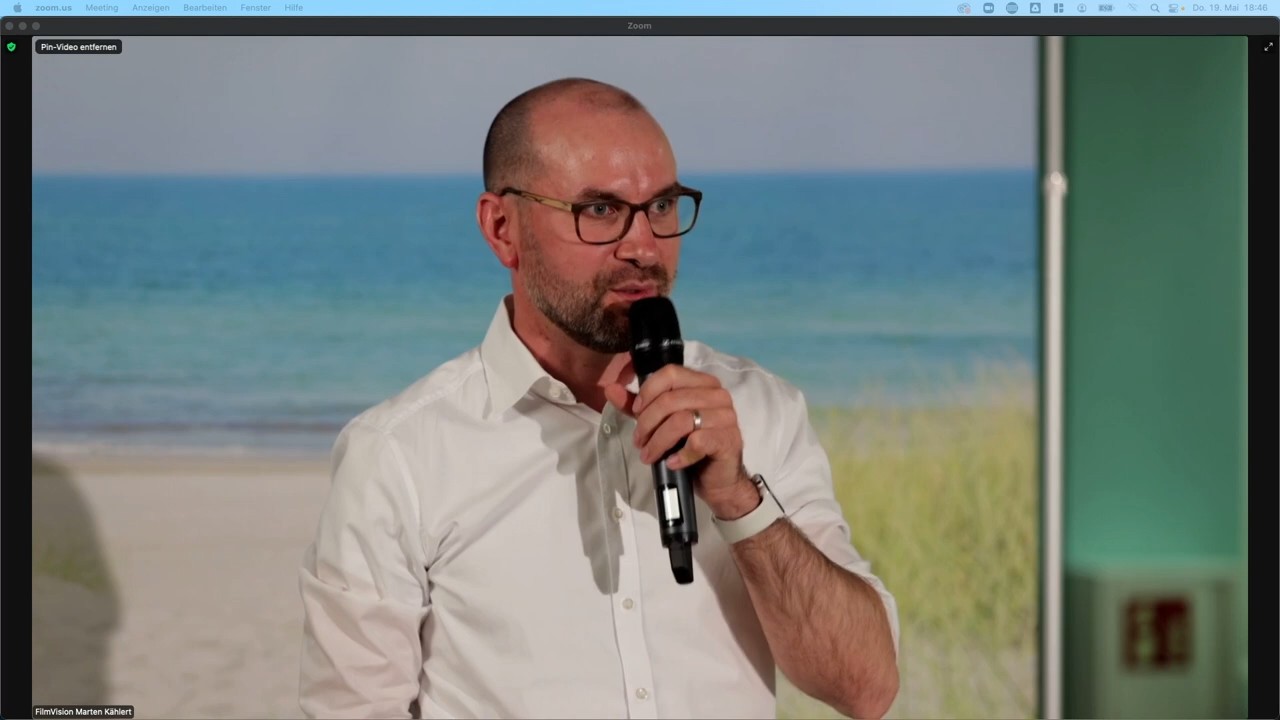 zoom.us Meeting Anzeigen Bearbeiten Fenster Hilfe Do. 19. Mai 18:46
Zoom
Pin-Video entfernen
FilmVision Marten Kählert